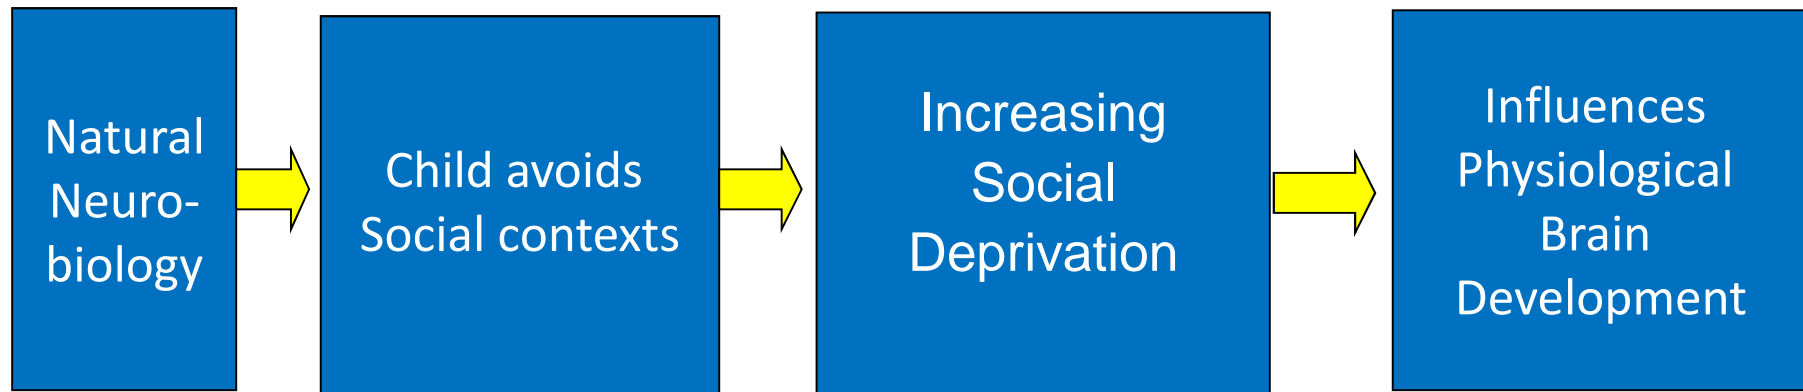 Natural
Neuro-
biology
Child avoids
Social contexts
Increasing
Social
Deprivation
Influences
Physiological
Brain
Development